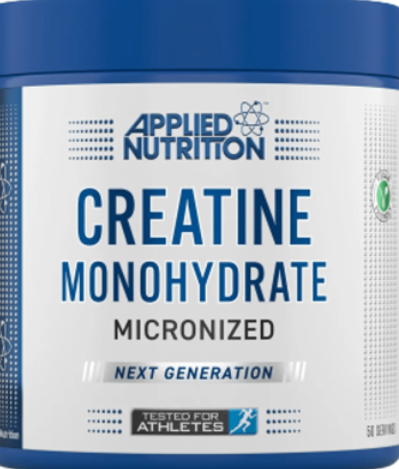 APPLIED
NUTRITION
CREATINE
MONOHYDRATE
MICRONIZED
NEXT GENERATION
TESTED FOR
ATHLETES